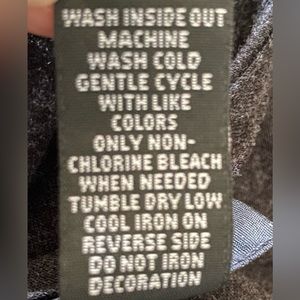 WASH INSIDE OUT
MACHINE
WASH COLD
GENTLE CYCLE
WITH LIKE
COLORS
ONLY NON-
CHLORINE BLEACH
WHEN NEEDED
TUMBLE DRY LOW
COOL IRON ON
REVERSE SIDE
DO NOT IRON
DECORATION